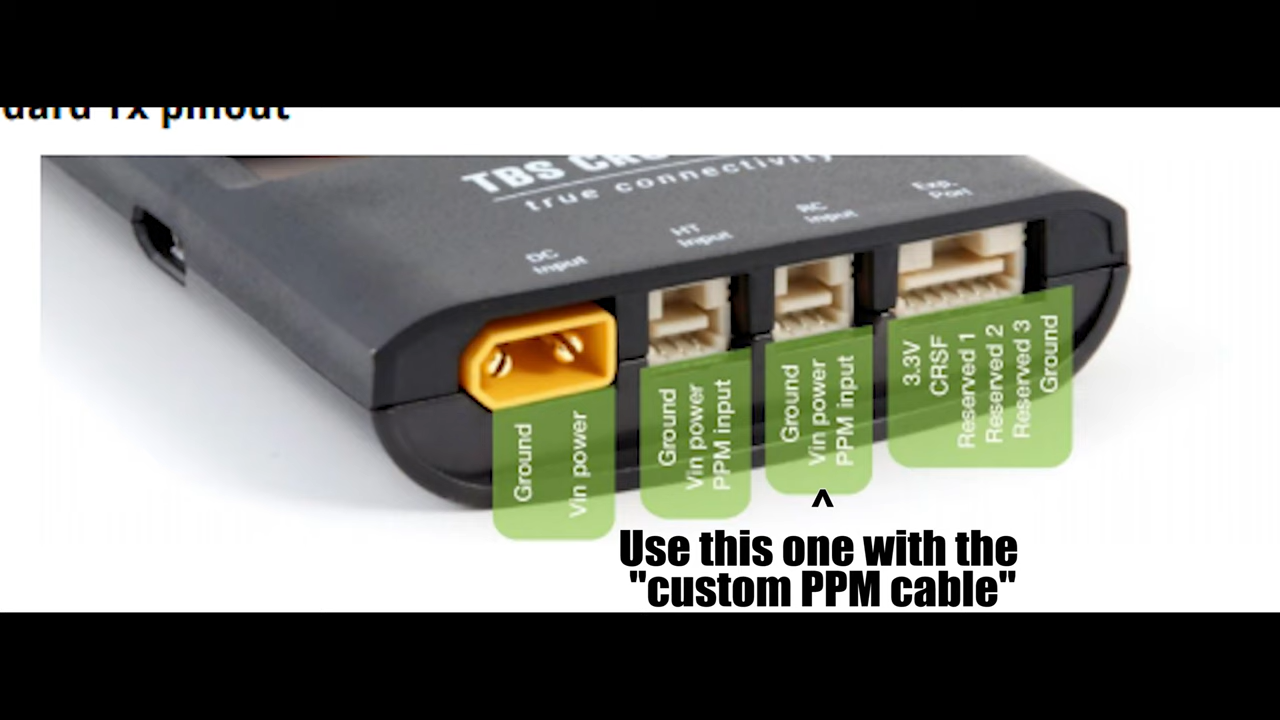 pinout
TBS
true connectivity
DC
Input
HT
Input
RC
Input
Exp.
Port
Ground
Vin power
Ground
Vin power
PPM input
Ground
Vin power
PPM input
3.3V
CRSF
Reserved 1
Reserved 2
Reserved 3
Ground
^
Use this one with the
"custom PPM cable"